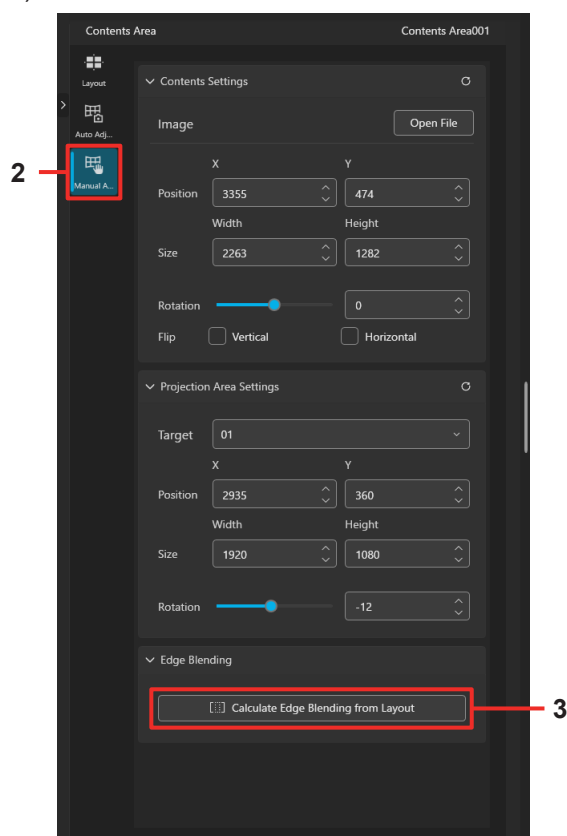 Contents Area Contents Area001
Layout
Auto Adj...
2
Manual A...
Contents Settings
Image Open File
X Y
Position 3355 474
Width Height
Size 2263 1282
Rotation 0
Flip Vertical Horizontal
Projection Area Settings
Target 01
X Y
Position 2935 360
Width Height
Size 1920 1080
Rotation -12
Edge Blending
Calculate Edge Blending from Layout
3